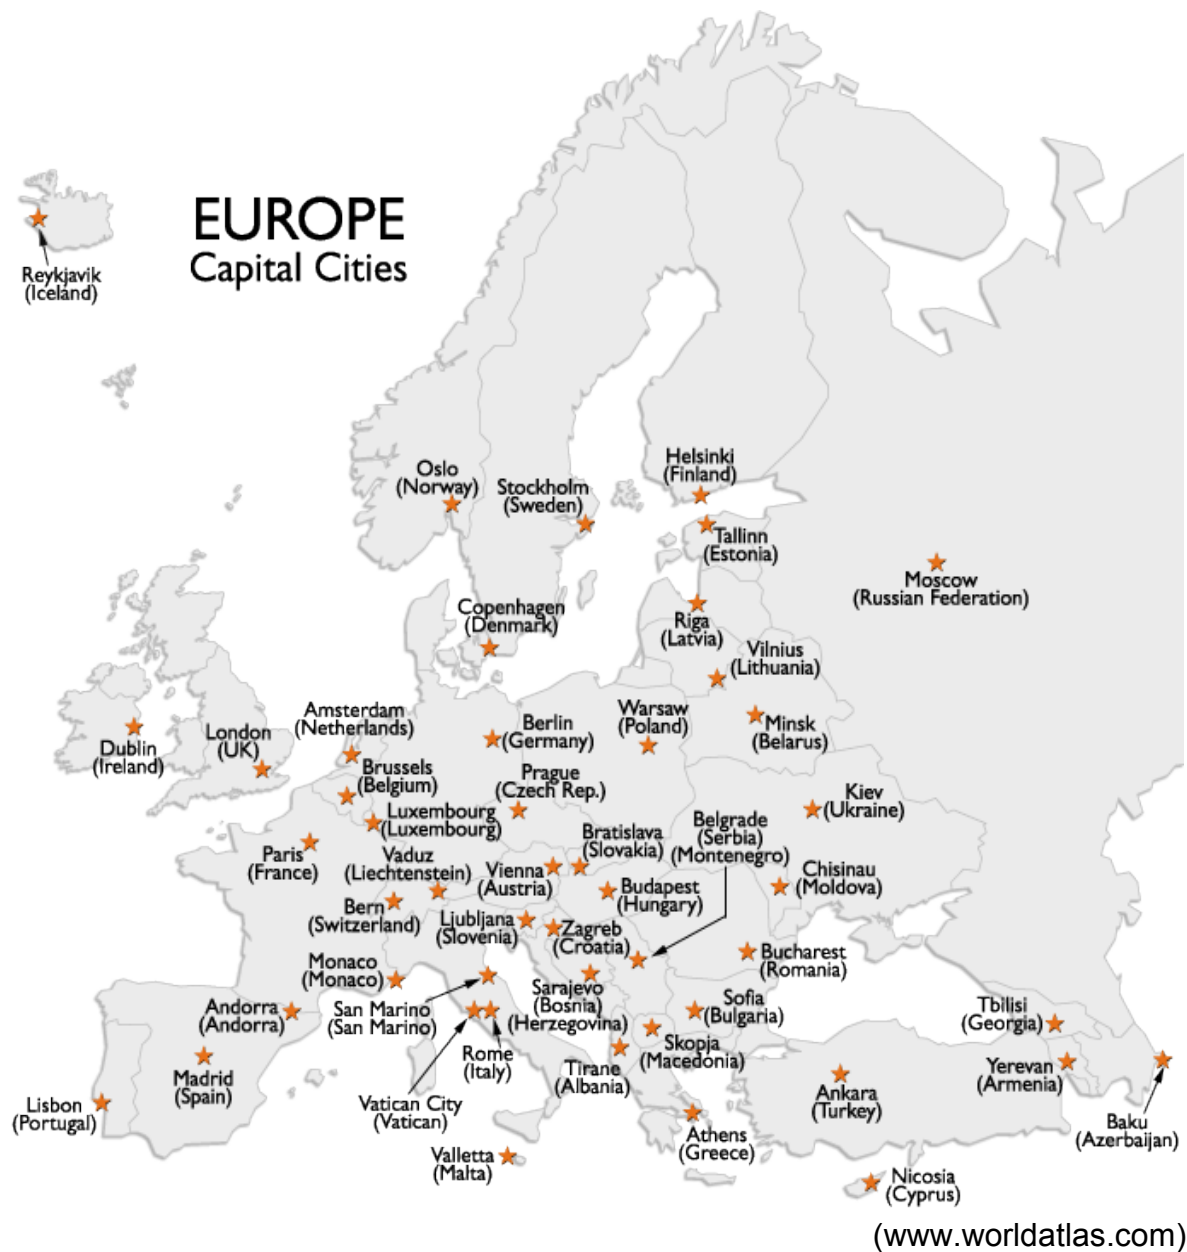 EUROPE
Capital Cities
Reykjavik
(Iceland)
Helsinki
(Finland)
Oslo
(Norway)
Stockholm
(Sweden)
Tallinn
(Estonia)
Moscow
(Russian Federation)
Copenhagen
(Denmark)
Riga
(Latvia)
Vilnius
(Lithuania)
Amsterdam
(Netherlands)
Warsaw
(Poland)
Berlin
(Germany)
Minsk
(Belarus)
Dublin
(Ireland)
London
(UK)
Brussels
(Belgium)
Prague
(Czech Rep.)
Kiev
(Ukraine)
Luxembourg
(Luxembourg)
Belgrade
(Serbia)
(Montenegro)
Bratislava
(Slovakia)
Paris
(France)
Vaduz
(Liechtenstein)
Vienna
(Austria)
Chisinau
(Moldova)
Budapest
(Hungary)
Bern
(Switzerland)
Ljubljana
(Slovenia)
Zagreb
(Croatia)
Bucharest
(Romania)
Monaco
(Monaco)
Sarajevo
(Bosnia)
(Herzegovina)
Andorra
(Andorra)
San Marino
(San Marino)
Sofia
(Bulgaria)
Tbilisi
(Georgia)
Skopja
(Macedonia)
Rome
(Italy)
Tirane
(Albania)
Yerevan
(Armenia)
Madrid
(Spain)
Ankara
(Turkey)
Lisbon
(Portugal)
Vatican City
(Vatican)
Baku
(Azerbaijan)
Athens
(Greece)
Valletta
(Malta)
Nicosia
(Cyprus)
(www.worldatlas.com)